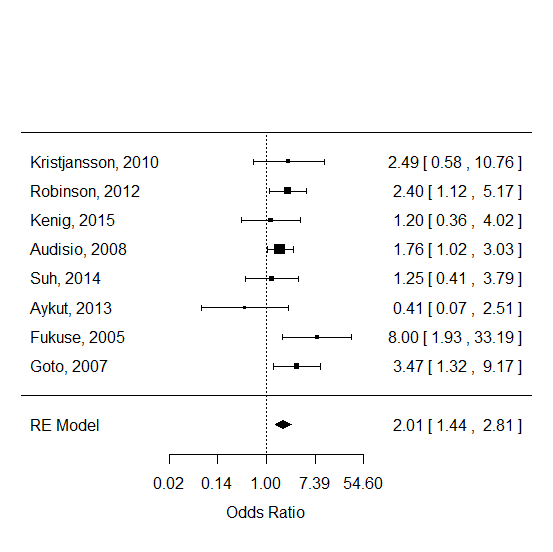 Kristjansson, 2010 2.49 [ 0.58 , 10.76 ]
Robinson, 2012 2.40 [ 1.12 , 5.17 ]
Kenig, 2015 1.20 [ 0.36 , 4.02 ]
Audisio, 2008 1.76 [ 1.02 , 3.03 ]
Suh, 2014 1.25 [ 0.41 , 3.79 ]
Aykut, 2013 0.41 [ 0.07 , 2.51 ]
Fukuse, 2005 8.00 [ 1.93 , 33.19 ]
Goto, 2007 3.47 [ 1.32 , 9.17 ]
RE Model 2.01 [ 1.44 , 2.81 ]
0.02 0.14 1.00 7.39 54.60
Odds Ratio